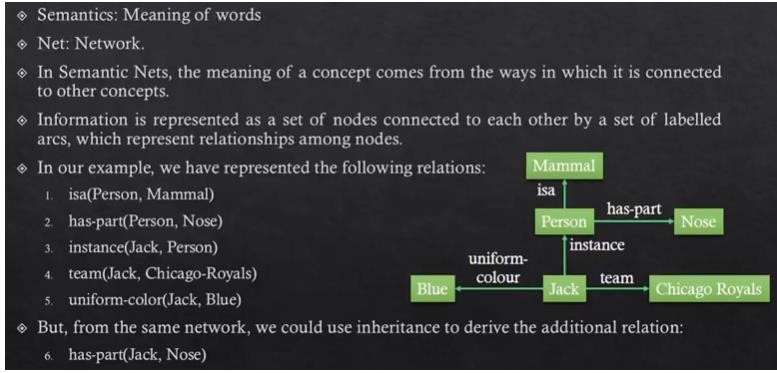 Semantics: Meaning of words
Net: Network.
In Semantic Nets, the meaning of a concept comes from the ways in which it is connected
to other concepts.
Information is represented as a set of nodes connected to each other by a set of labelled
arcs, which represent relationships among nodes.
In our example, we have represented the following relations:
1. isa(Person, Mammal)
2. has-part(Person, Nose)
3. instance(Jack, Person)
4. team(Jack, Chicago-Royals)
5. uniform-color(Jack, Blue)
Mammal
isa
Person
has-part
Nose
instance
uniform-
colour
Blue
Jack
team
Chicago Royals
But, from the same network, we could use inheritance to derive the additional relation:
6. has-part(Jack, Nose)